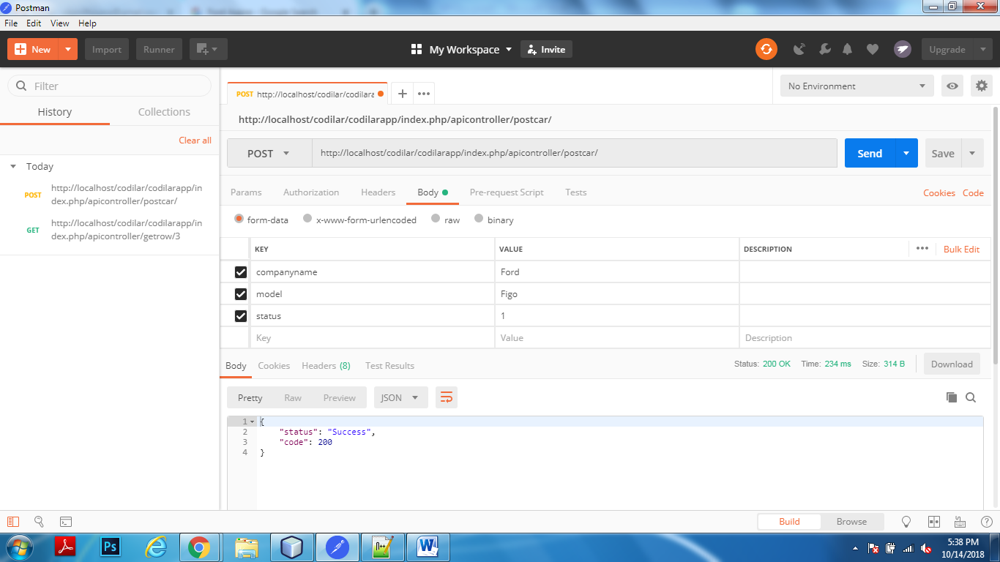 Postman
File Edit View Help
New Import Runner My Workspace Invite Upgrade
Filter
History Collections
Clear all
Today
POST http://localhost/codilar/codilarapp/in
dex.php/apicontroller/postcar/
GET http://localhost/codilar/codilarapp/in
dex.php/apicontroller/getrow/3
POST http://localhost/codilar/codilara
No Environment
http://localhost/codilar/codilarapp/index.php/apicontroller/postcar/
POST http://localhost/codilar/codilarapp/index.php/apicontroller/postcar/ Send Save
Params Authorization Headers Body Pre-request Script Tests Cookies Code
form-data x-www-form-urlencoded raw binary
KEY VALUE DESCRIPTION Bulk Edit
companyname Ford
model Figo
status 1
Key Value Description
Body Cookies Headers (8) Test Results Status: 200 OK Time: 234 ms Size: 314 B Download
Pretty Raw Preview JSON
1 {
2 "status": "Success",
3 "code": 200
4 }
Build Browse
Ps W
5:38 PM
10/14/2018